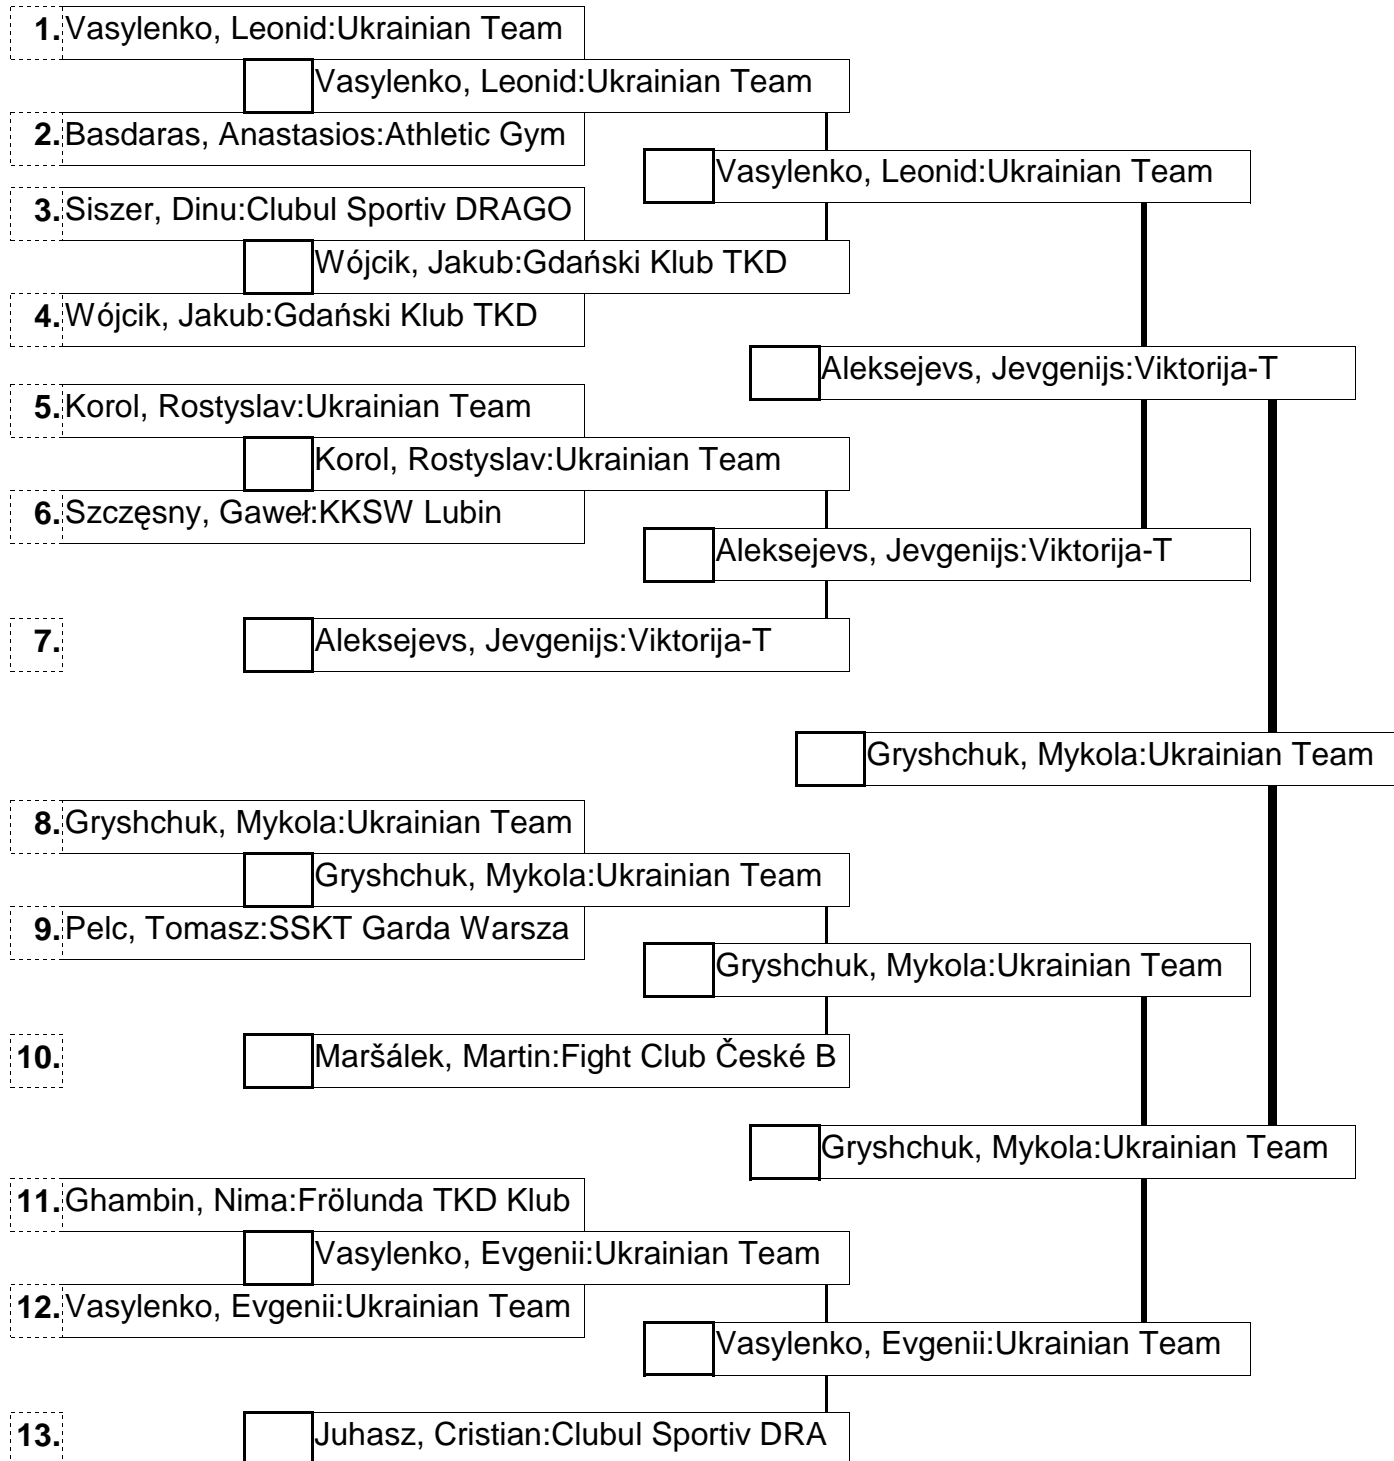 1. Vasylenko, Leonid:Ukrainian Team
Vasylenko, Leonid:Ukrainian Team
2. Basdaras, Anastasios:Athletic Gym
Vasylenko, Leonid:Ukrainian Team
3. Siszer, Dinu:Clubul Sportiv DRAGO
Wójcik, Jakub:Gdański Klub TKD
4. Wójcik, Jakub:Gdański Klub TKD
Aleksejevs, Jevgenijs:Viktorija-T
5. Korol, Rostyslav:Ukrainian Team
Korol, Rostyslav:Ukrainian Team
6. Szczęsny, Gaweł:KKSW Lubin
Aleksejevs, Jevgenijs:Viktorija-T
7. Aleksejevs, Jevgenijs:Viktorija-T
Gryshchuk, Mykola:Ukrainian Team
8. Gryshchuk, Mykola:Ukrainian Team
Gryshchuk, Mykola:Ukrainian Team
9. Pelc, Tomasz:SSKT Garda Warsza
Gryshchuk, Mykola:Ukrainian Team
10. Maršálek, Martin:Fight Club České B
Gryshchuk, Mykola:Ukrainian Team
11. Ghambin, Nima:Frölunda TKD Klub
Vasylenko, Evgenii:Ukrainian Team
12. Vasylenko, Evgenii:Ukrainian Team
Vasylenko, Evgenii:Ukrainian Team
13. Juhasz, Cristian:Clubul Sportiv DRA